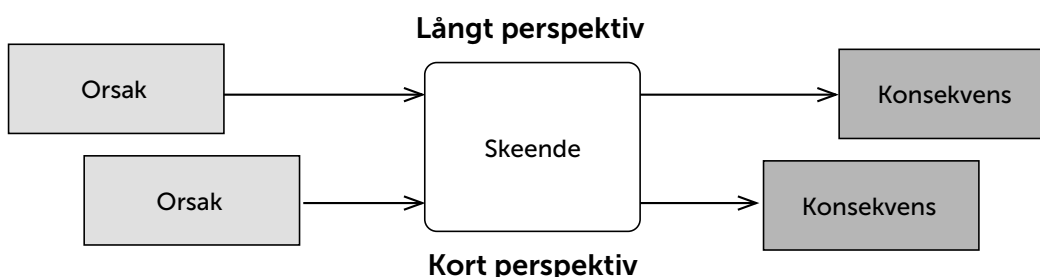 Långt perspektiv
Orsak
Konsekvens
Skeende
Orsak
Konsekvens
Kort perspektiv